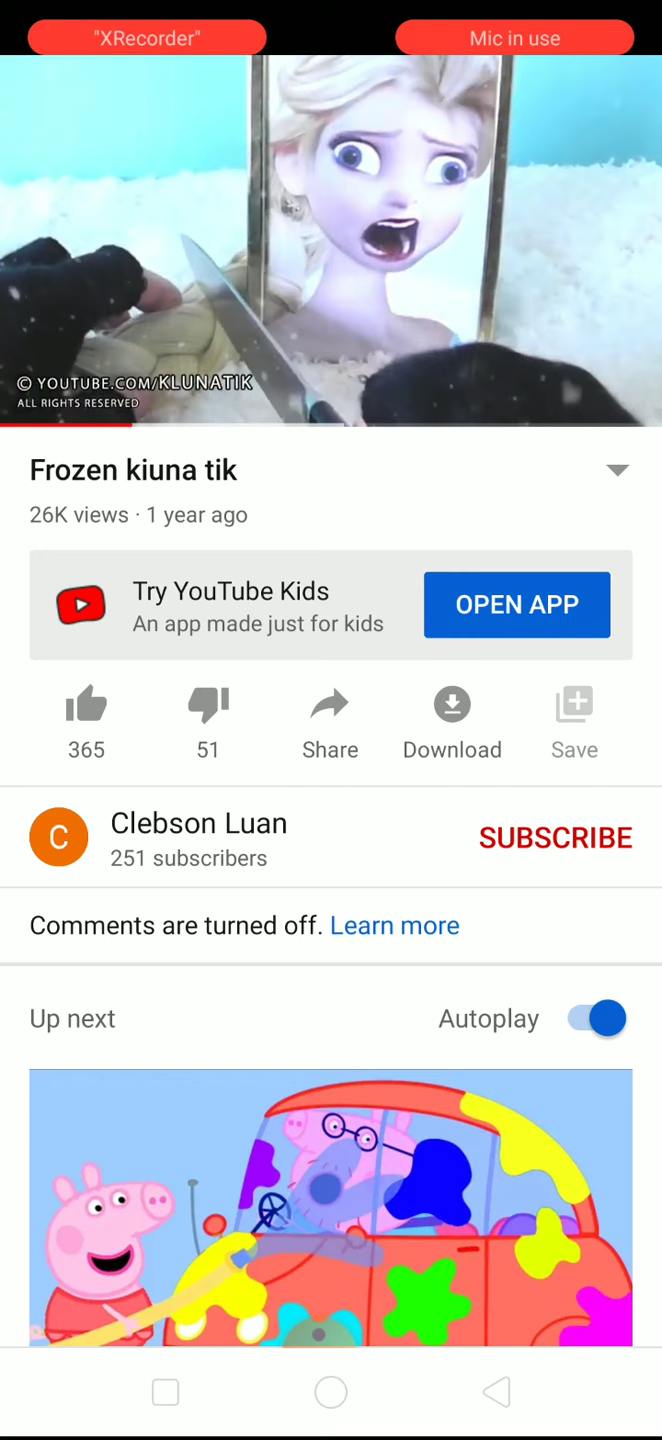 "XRecorder"
Mic in use
© YOUTUBE.COM/KLUNATIK
ALL RIGHTS RESERVED
Frozen kiuna tik
26K views · 1 year ago
Try YouTube Kids
An app made just for kids
OPEN APP
365
51
Share
Download
Save
C
Clebson Luan
251 subscribers
SUBSCRIBE
Comments are turned off. Learn more
Up next
Autoplay